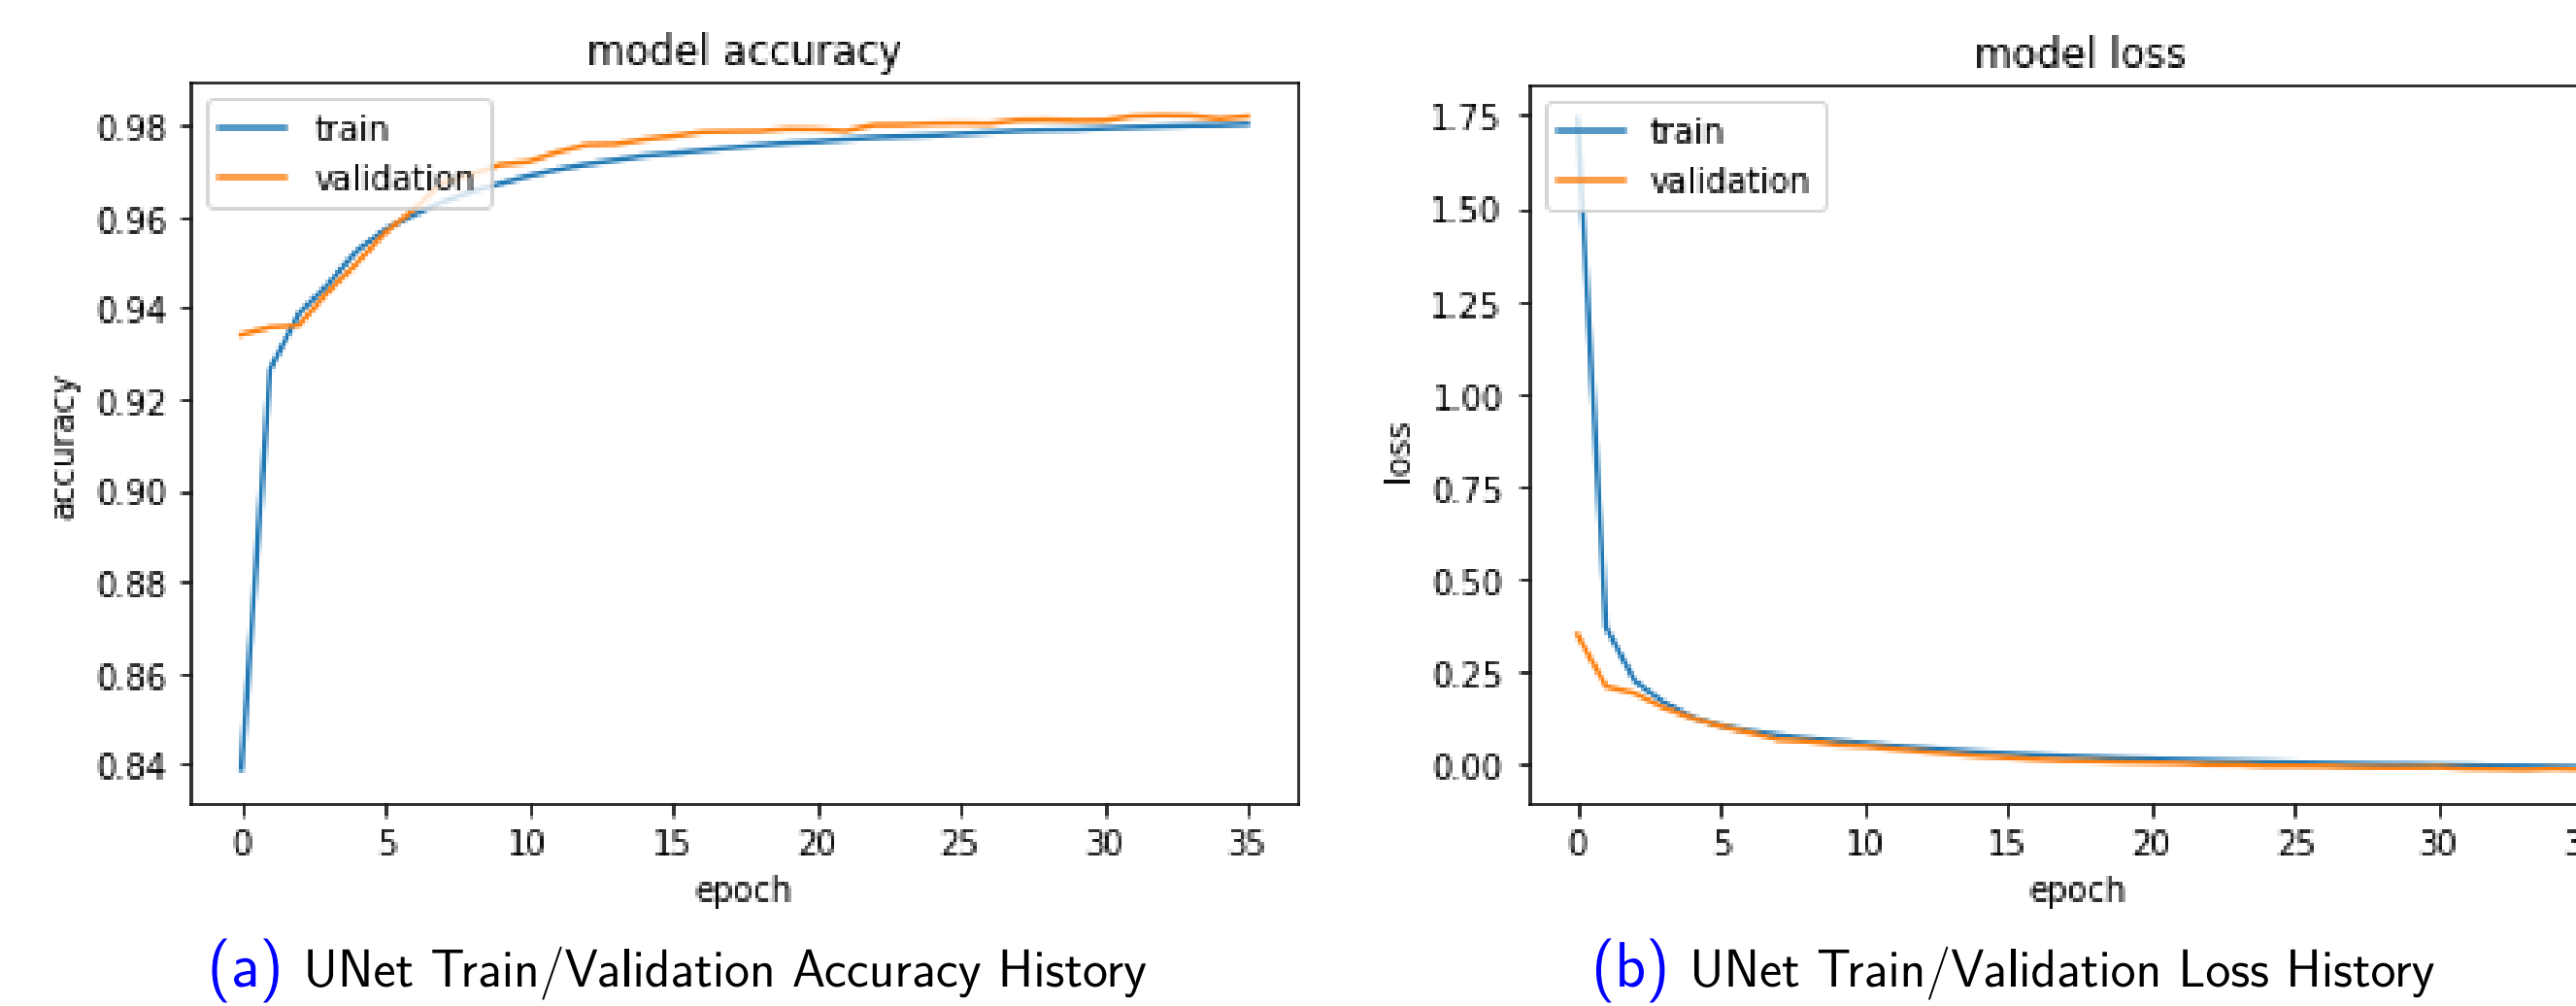 model accuracy
train
validation
0.98
0.96
0.94
0.92
0.90
0.88
0.86
0.84
accuracy
0 5 10 15 20 25 30 35
epoch
(a) UNet Train/Validation Accuracy History
model loss
train
validation
1.75
1.50
1.25
1.00
0.75
0.50
0.25
0.00
loss
0 5 10 15 20 25 30
epoch
(b) UNet Train/Validation Loss History